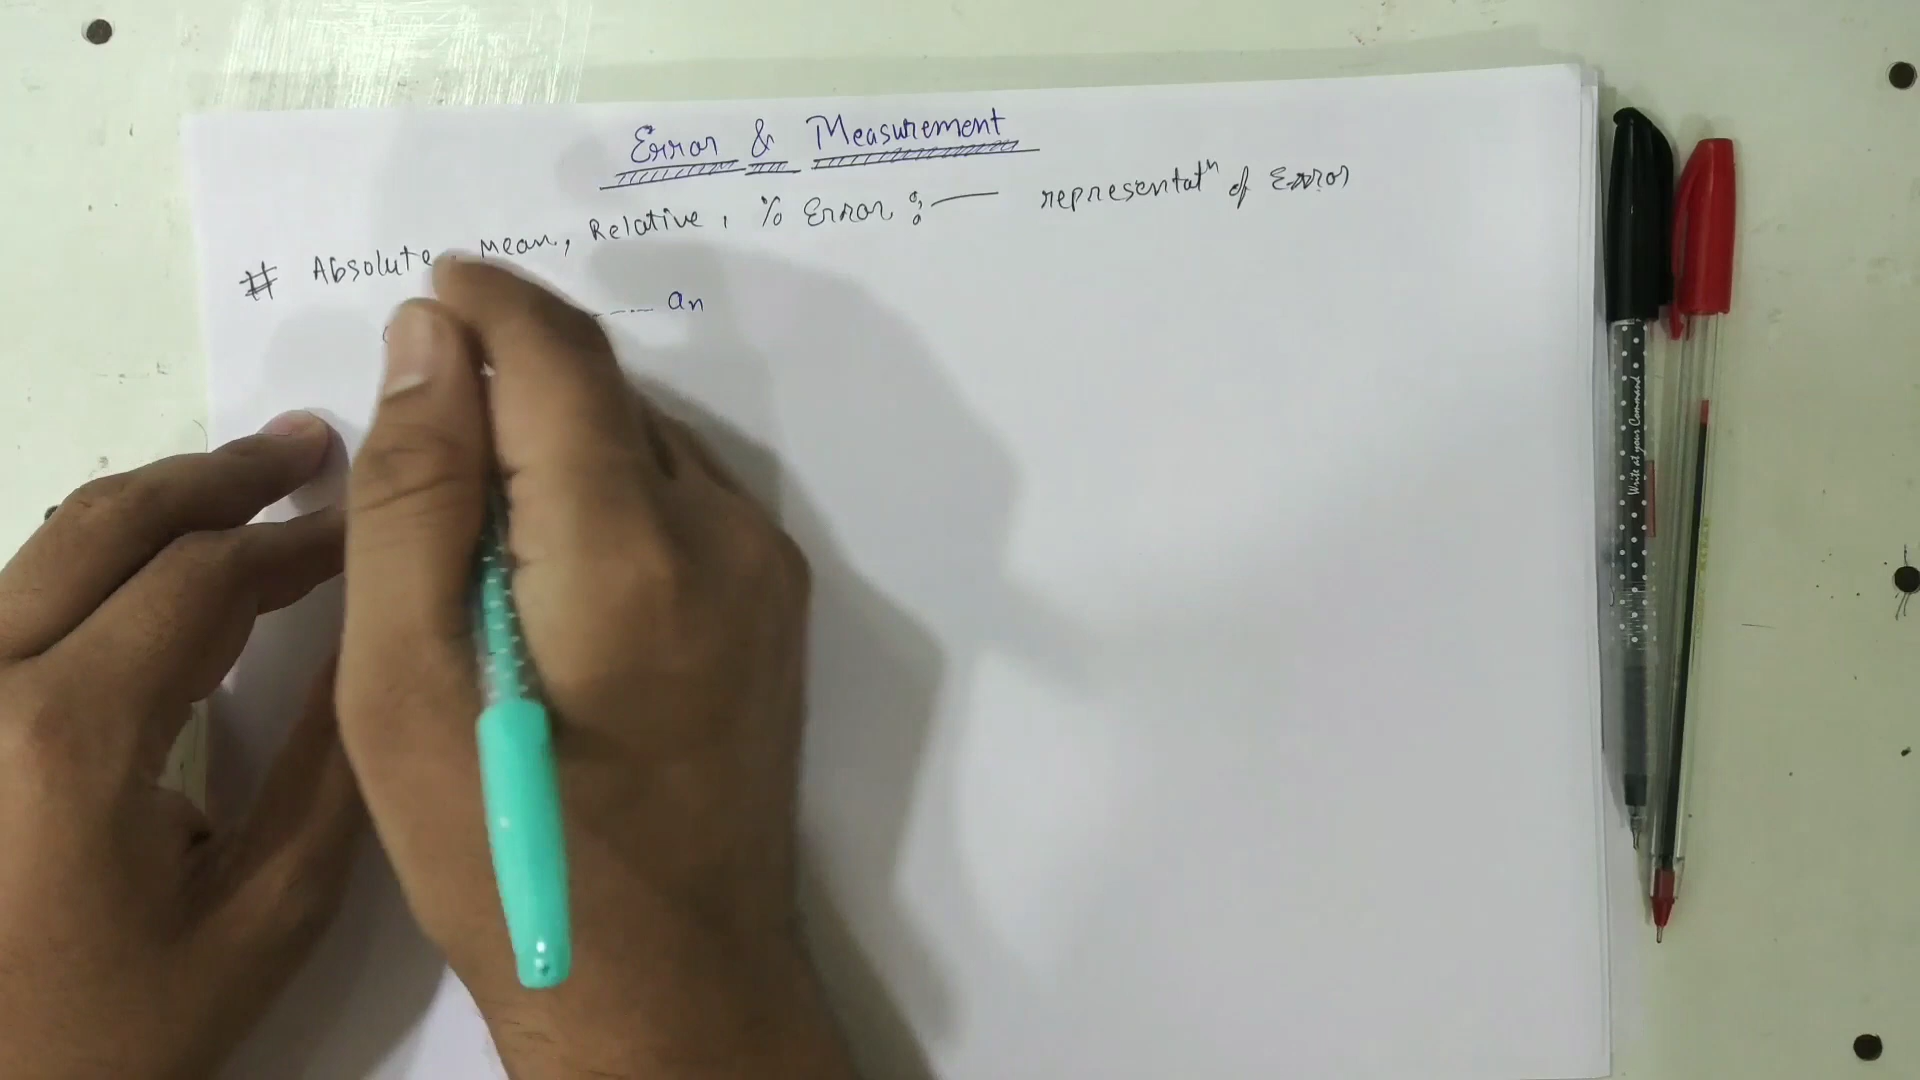 Error & Measurement
# Absolute, Mean, Relative, % Error :— representatⁿ of Error
---- an
Write at your Command